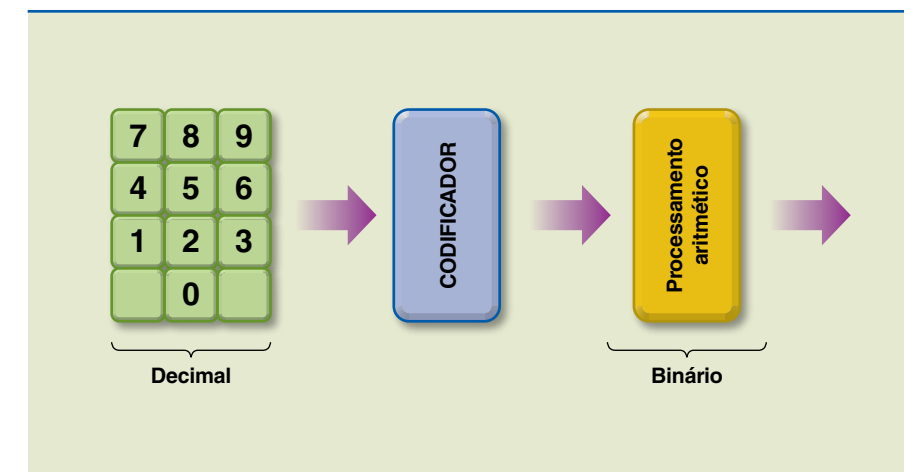 7 8 9
4 5 6
1 2 3
0
CODIFICADOR
Processamento
aritmético
Decimal
Binário